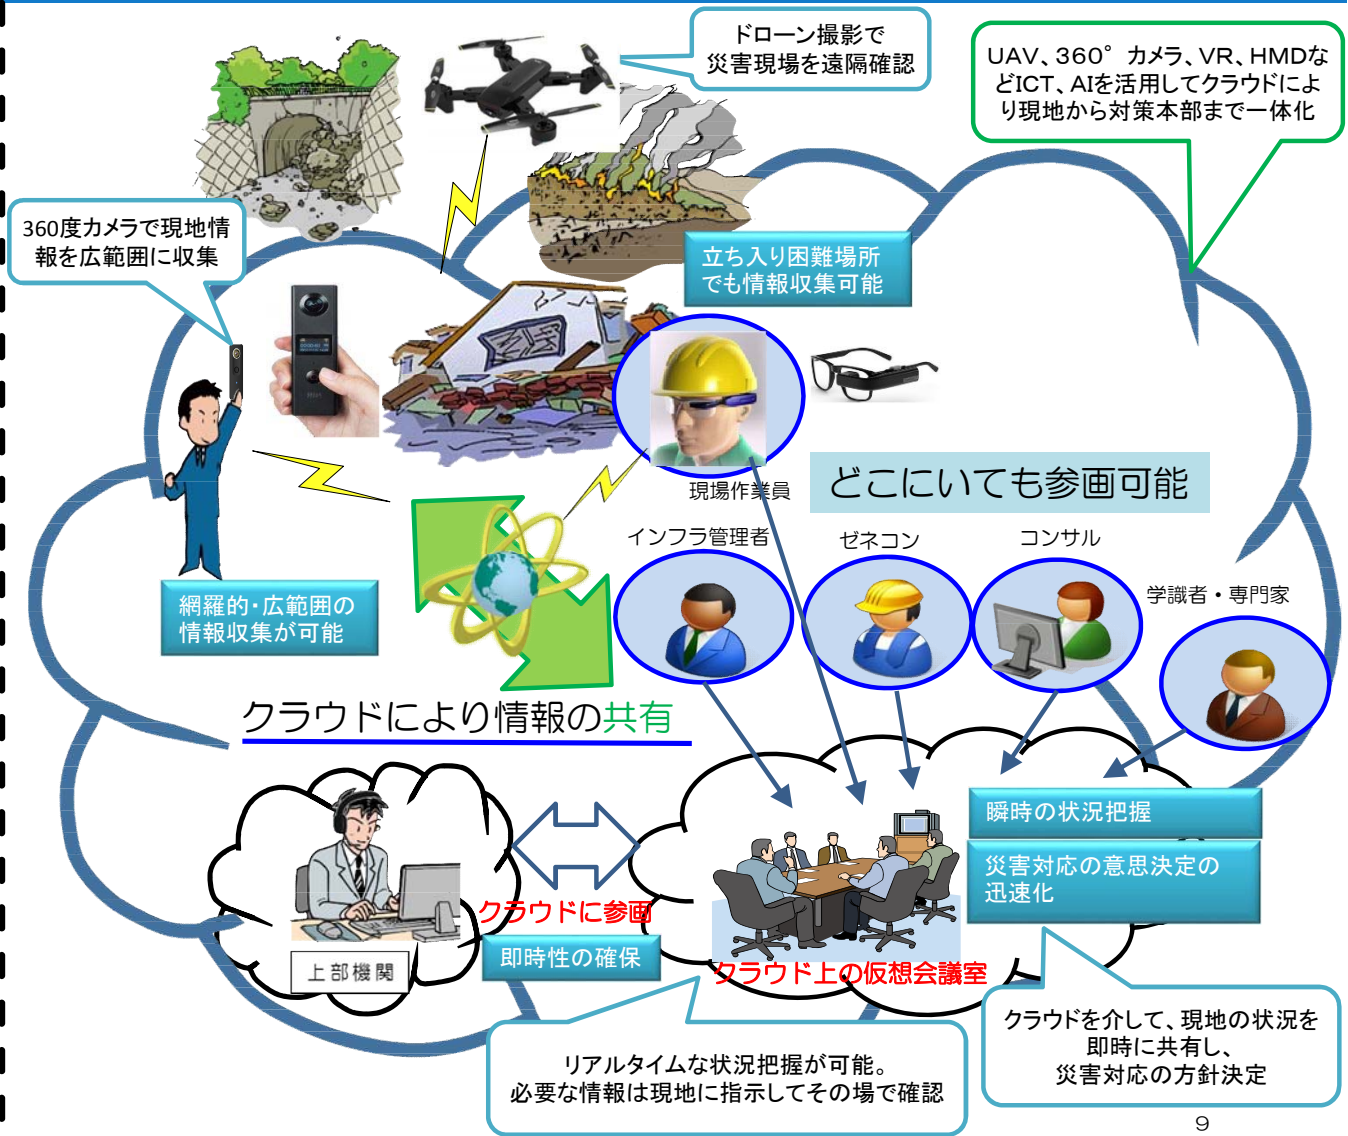 ドローン撮影で
災害現場を遠隔確認
UAV、360°カメラ、VR、HMDな
どICT、AIを活用してクラウドによ
り現地から対策本部まで一体化
360度カメラで現地情
報を広範囲に収集
立ち入り困難場所
でも情報収集可能
現場作業員
どこにいても参画可能
インフラ管理者
ゼネコン
コンサル
学識者・専門家
網羅的・広範囲の
情報収集が可能
クラウドにより情報の共有
瞬時の状況把握
災害対応の意思決定の
迅速化
クラウドに参画
即時性の確保
上部機関
クラウド上の仮想会議室
リアルタイムな状況把握が可能。
必要な情報は現地に指示してその場で確認
クラウドを介して、現地の状況を
即時に共有し、
災害対応の方針決定
9